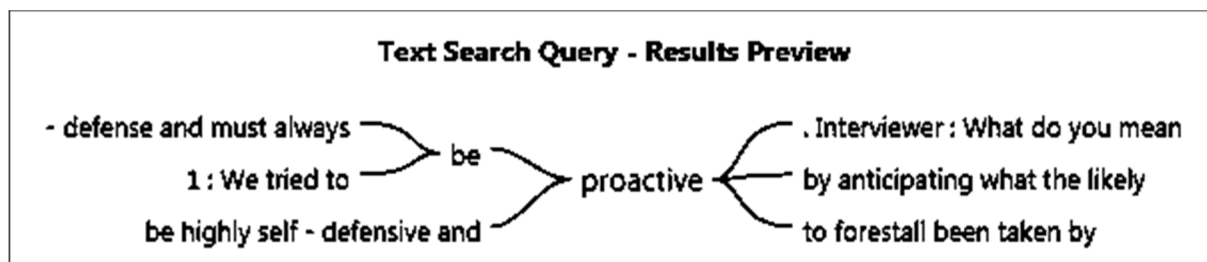 Text Search Query - Results Preview
- defense and must always
1 : We tried to
be
be highly self - defensive and
proactive
. Interviewer : What do you mean
by anticipating what the likely
to forestall been taken by